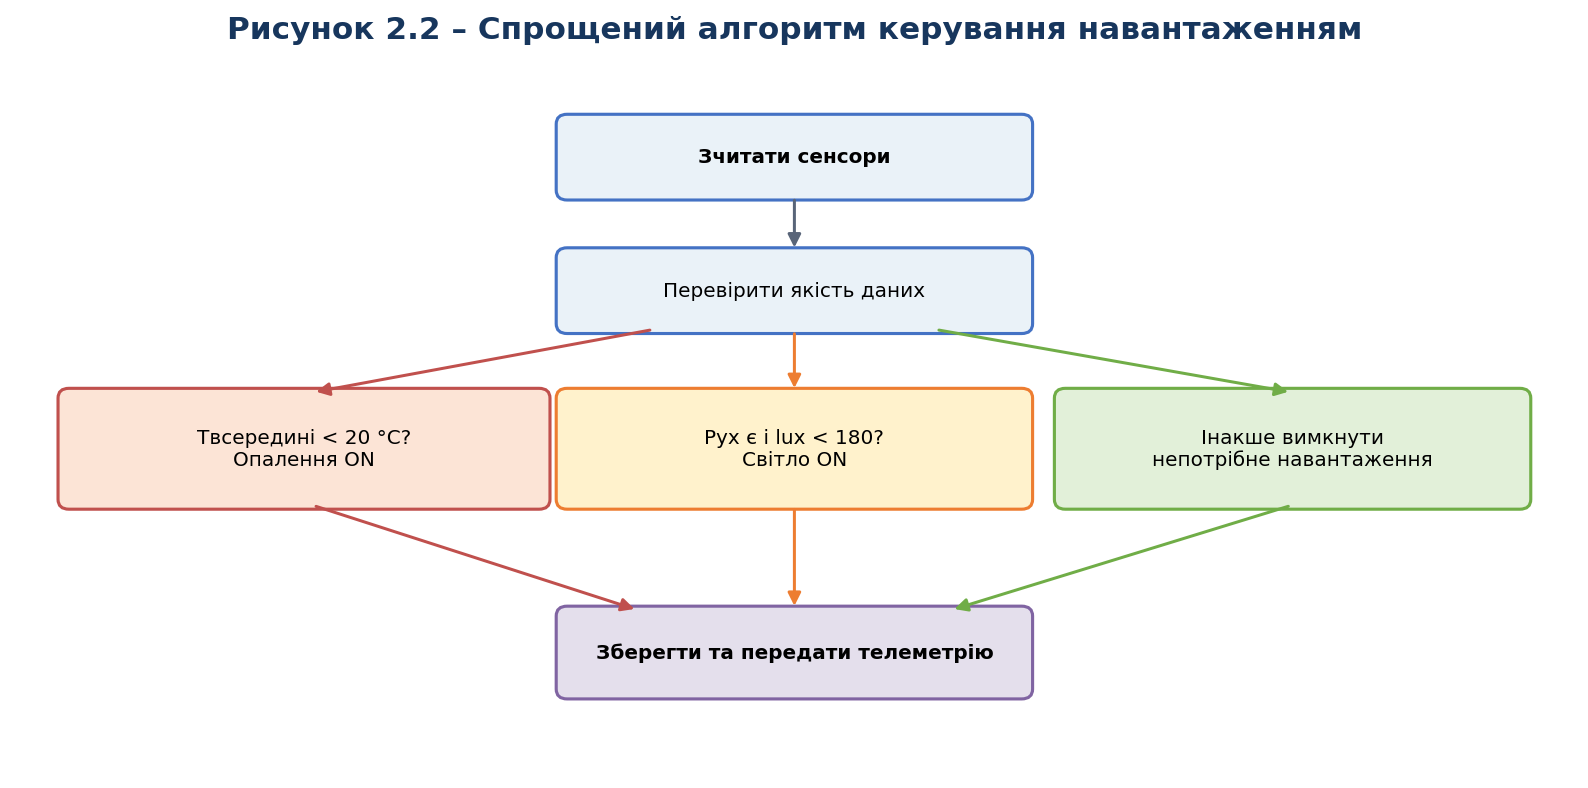 Рисунок 2.2 – Спрощений алгоритм керування навантаженням
Зчитати сенсори
Перевірити якість даних
Tвсередині < 20 °C?
Опалення ON
Рух є і lux < 180?
Світло ON
Інакше вимкнути
непотрібне навантаження
Зберегти та передати телеметрію